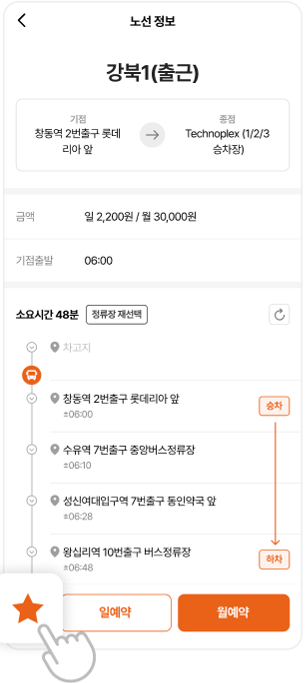 노선 정보
강북1(출근)
기점
창동역 2번출구 롯데
리아 앞
종점
Technoplex (1/2/3
승차장)
금액
일 2,200원 / 월 30,000원
기점출발
06:00
소요시간 48분
정류장 재선택
차고지
창동역 2번출구 롯데리아 앞
±06:00
승차
수유역 7번출구 중앙버스정류장
±06:10
성신여대입구역 7번출구 동인약국 앞
±06:28
왕십리역 10번출구 버스정류장
±06:48
하차
일예약
월예약